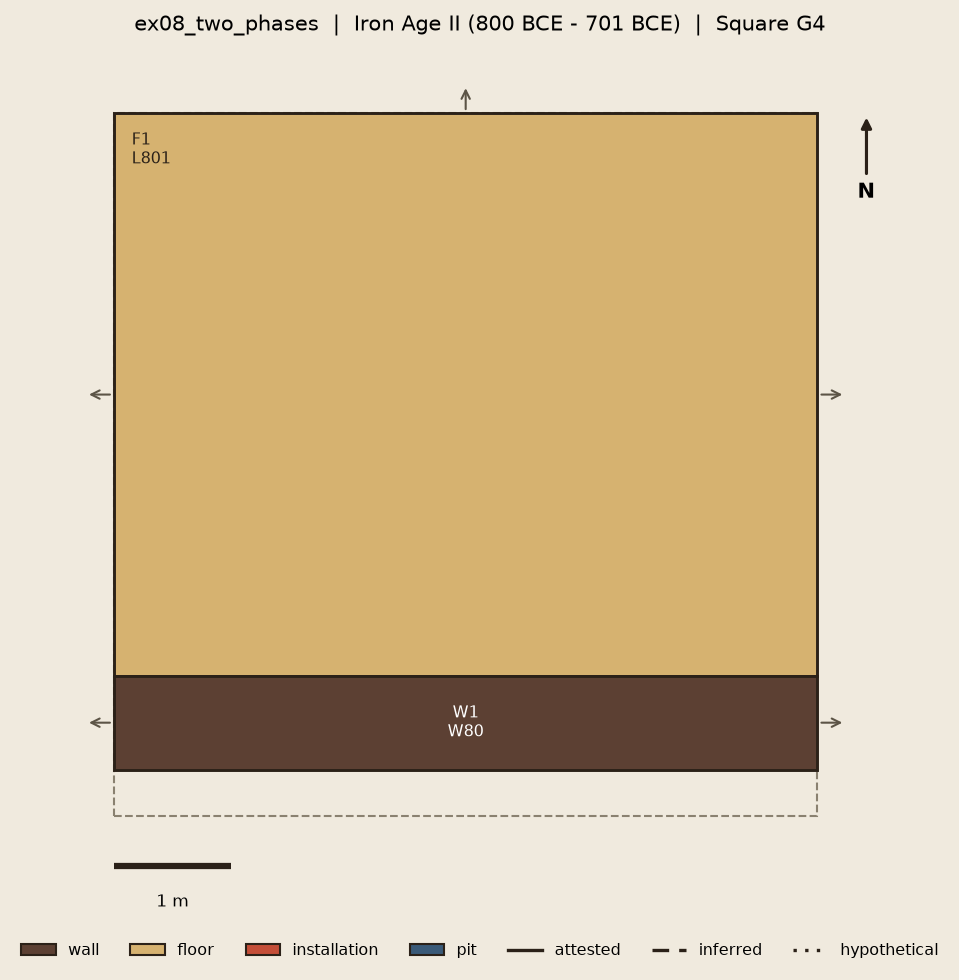 ex08_two_phases | Iron Age II (800 BCE - 701 BCE) | Square G4
F1
L801
N
W1
W80
1 m
wall floor installation pit attested inferred hypothetical